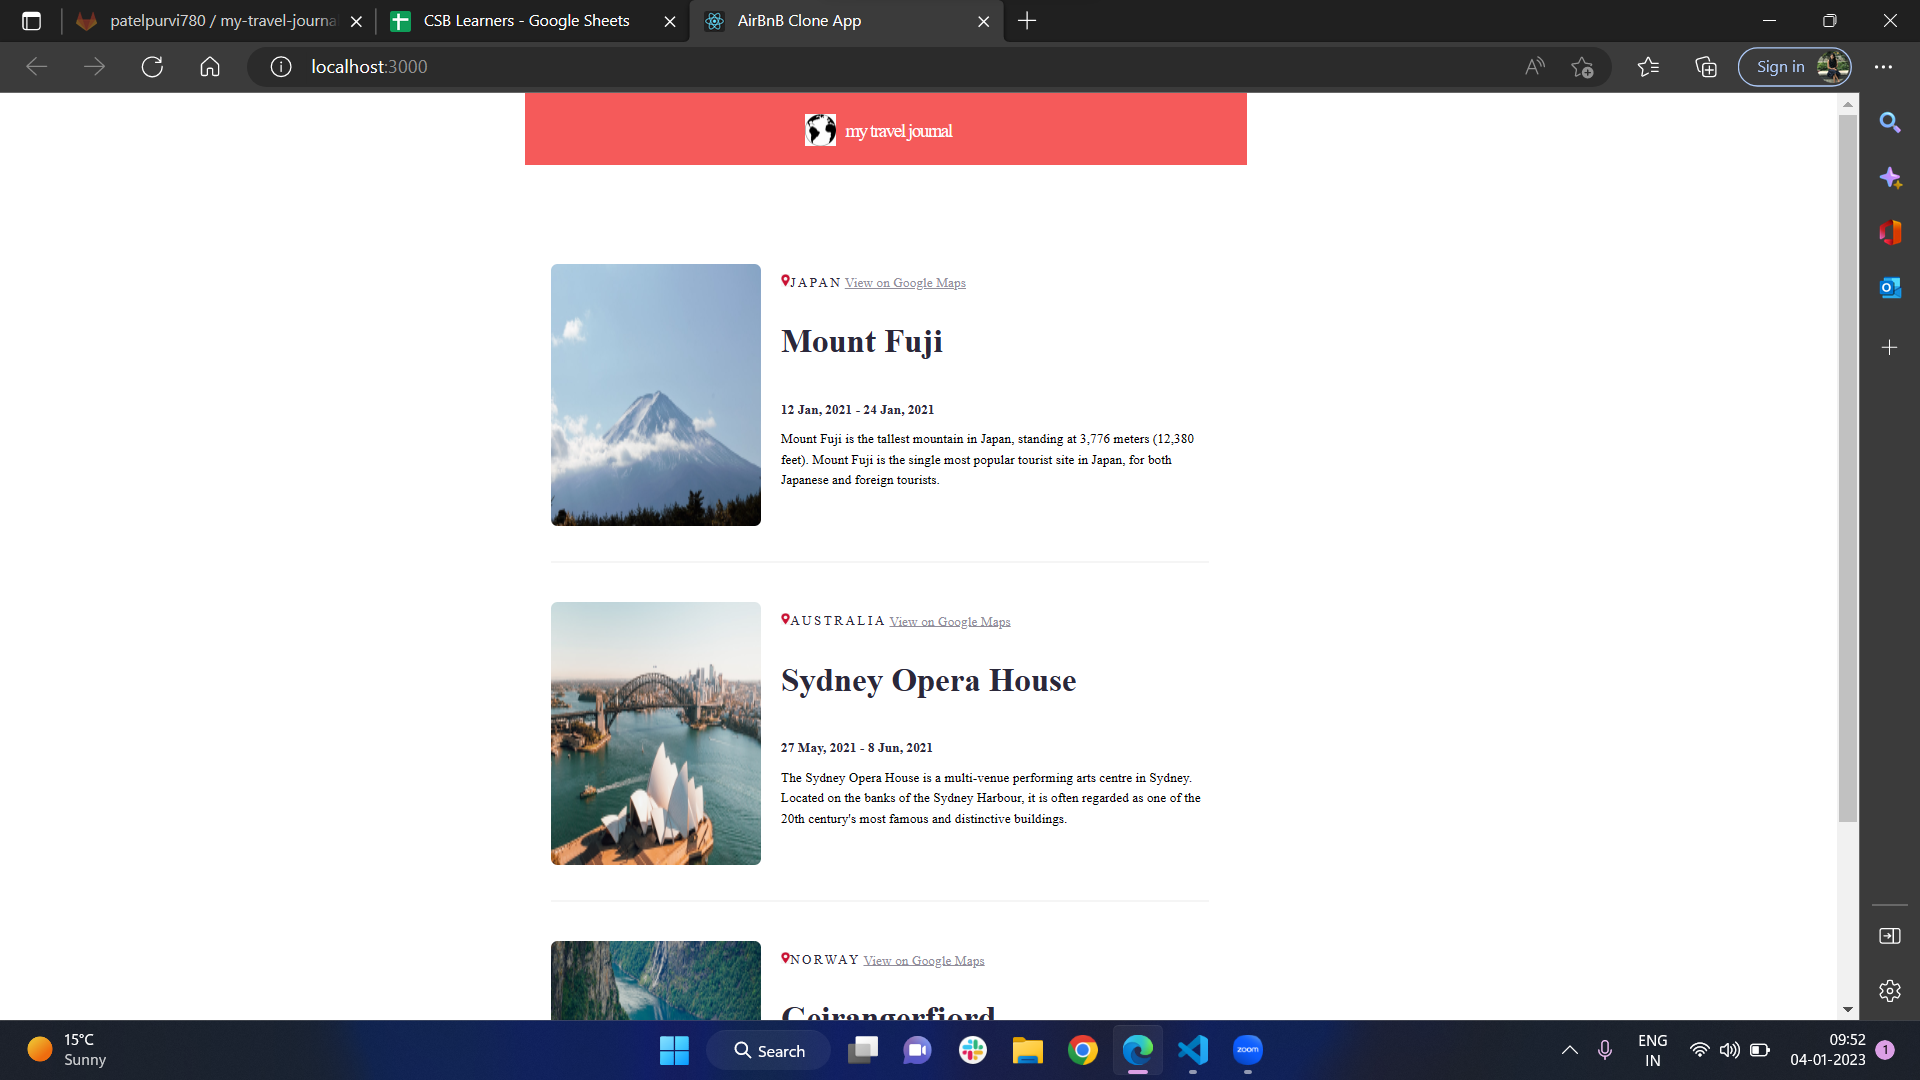 patelpurvi780 / my-travel-journa
CSB Learners - Google Sheets
AirBnB Clone App
localhost:3000
Sign in
my travel journal
JAPAN View on Google Maps
Mount Fuji
12 Jan, 2021 - 24 Jan, 2021
Mount Fuji is the tallest mountain in Japan, standing at 3,776 meters (12,380
feet). Mount Fuji is the single most popular tourist site in Japan, for both
Japanese and foreign tourists.
AUSTRALIA View on Google Maps
Sydney Opera House
27 May, 2021 - 8 Jun, 2021
The Sydney Opera House is a multi-venue performing arts centre in Sydney.
Located on the banks of the Sydney Harbour, it is often regarded as one of the
20th century's most famous and distinctive buildings.
NORWAY View on Google Maps
Geirangerfjord
15°C
Sunny
Search
zoom
ENG
IN
09:52
04-01-2023
1